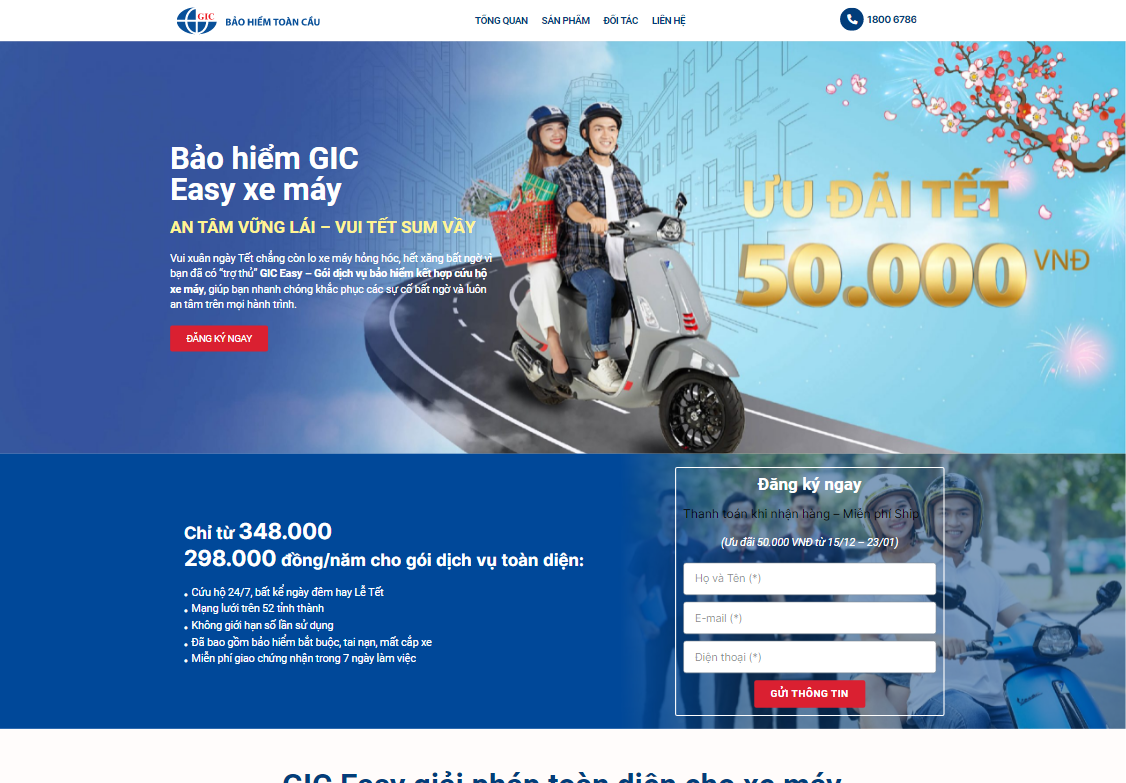 GIC
BẢO HIỂM TOÀN CẦU
TỔNG QUAN
SẢN PHẨM
ĐỐI TÁC
LIÊN HỆ
1800 6786
Bảo hiểm GIC
Easy xe máy
AN TÂM VỮNG LÁI – VUI TẾT SUM VẦY
Vui xuân ngày Tết chẳng còn lo xe máy hỏng hóc, hết xăng bất ngờ vì
bạn đã có “trợ thủ” GIC Easy – Gói dịch vụ bảo hiểm kết hợp cứu hộ
xe máy, giúp bạn nhanh chóng khắc phục các sự cố bất ngờ và luôn
an tâm trên mọi hành trình.
ĐĂNG KÝ NGAY
ƯU ĐÃI TẾT
50.000 VNĐ
Chỉ từ 348.000
298.000 đồng/năm cho gói dịch vụ toàn diện:
• Cứu hộ 24/7, bất kể ngày đêm hay Lễ Tết
• Mạng lưới trên 52 tỉnh thành
• Không giới hạn số lần sử dụng
• Đã bao gồm bảo hiểm bắt buộc, tai nạn, mất cắp xe
• Miễn phí giao chứng nhận trong 7 ngày làm việc
Đăng ký ngay
Thanh toán khi nhận hàng – Miễn phí Ship
(Ưu đãi 50.000 VNĐ từ 15/12 – 23/01)
Họ và Tên (*)
E-mail (*)
Điện thoại (*)
GỬI THÔNG TIN
GIC Easy giải pháp toàn diện cho xe máy